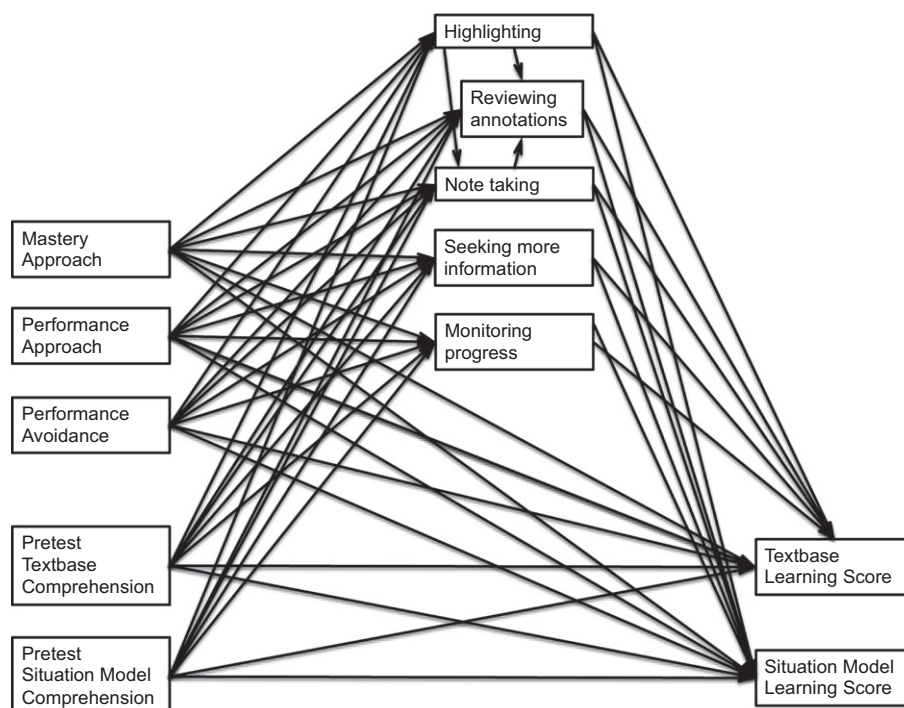 Highlighting
Reviewing
annotations
Note taking
Mastery
Approach
Seeking more
information
Performance
Approach
Monitoring
progress
Performance
Avoidance
Pretest
Textbase
Comprehension
Textbase
Learning Score
Pretest
Situation Model
Comprehension
Situation Model
Learning Score